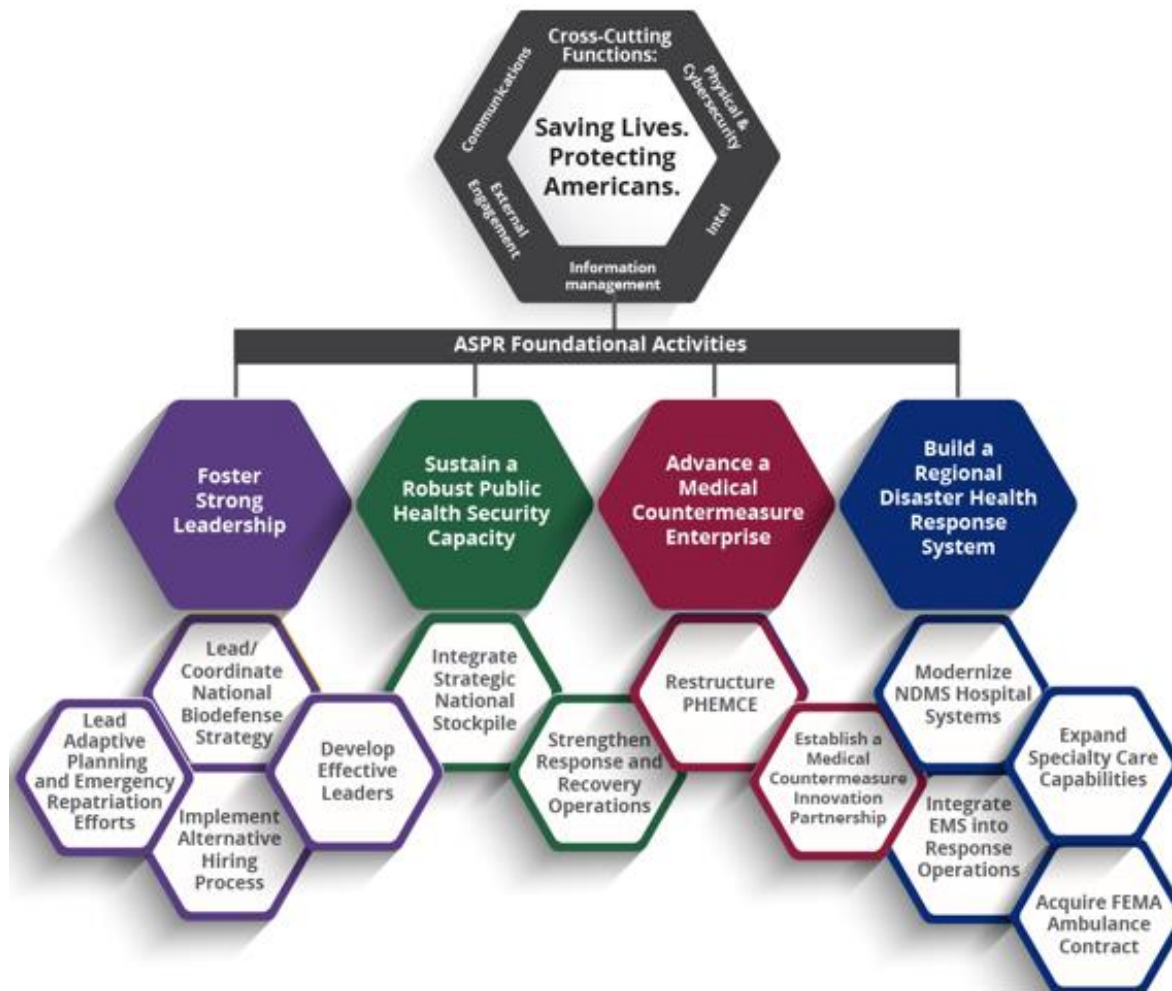 Cross-Cutting
Functions:
Communications
Physical &
Cybersecurity
Saving Lives.
Protecting
Americans.
External
Engagement
Intel
Information
management
ASPR Foundational Activities
Foster
Strong
Leadership
Sustain a
Robust Public
Health Security
Capacity
Advance a
Medical
Countermeasure
Enterprise
Build a
Regional
Disaster Health
Response
System
Lead/
Coordinate
National
Biodefense
Strategy
Lead
Adaptive
Planning
and Emergency
Repatriation
Efforts
Develop
Effective
Leaders
Implement
Alternative
Hiring
Process
Integrate
Strategic
National
Stockpile
Strengthen
Response and
Recovery
Operations
Restructure
PHEMCE
Establish a
Medical
Countermeasure
Innovation
Partnership
Modernize
NDMS Hospital
Systems
Expand
Specialty Care
Capabilities
Integrate
EMS into
Response
Operations
Acquire FEMA
Ambulance
Contract